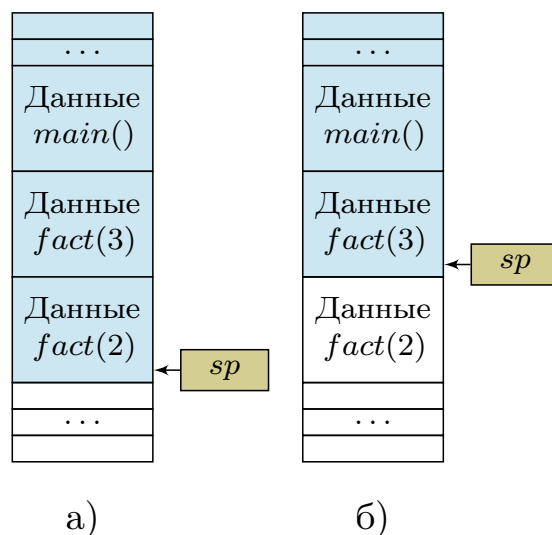 ...
Данные
main()
Данные
fact(3)
Данные
fact(2)
sp
...
а)
...
Данные
main()
Данные
fact(3)
sp
Данные
fact(2)
...
б)